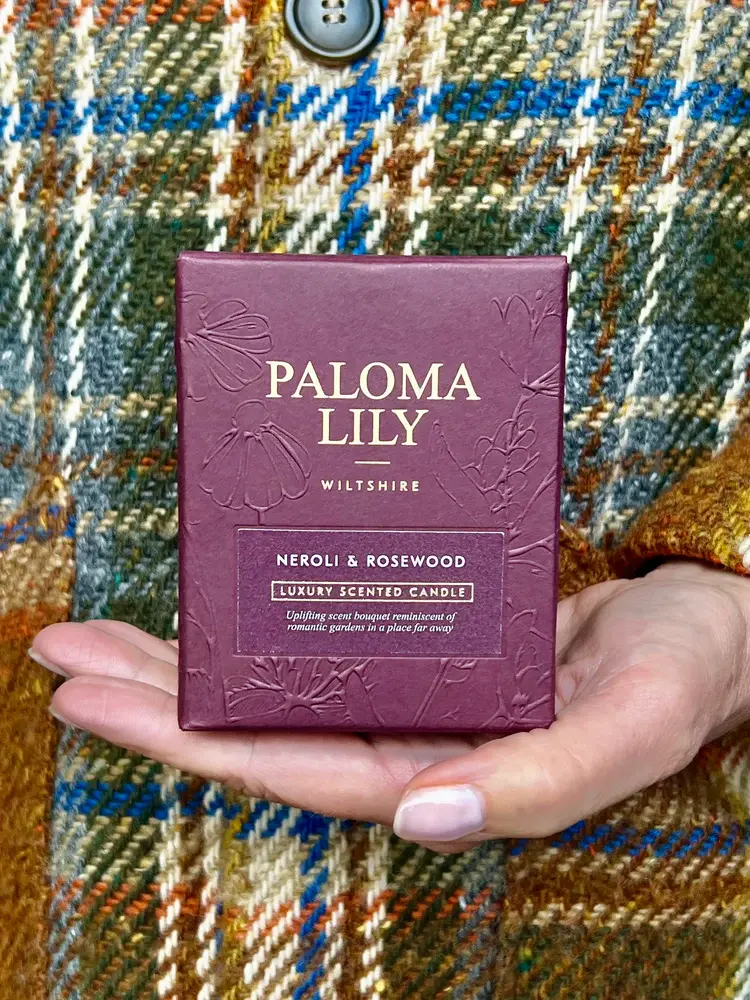 PALOMA
LILY
WILTSHIRE
NEROLI & ROSEWOOD
LUXURY SCENTED CANDLE
Uplifting scent bouquet reminiscent of
romantic gardens in a place far away